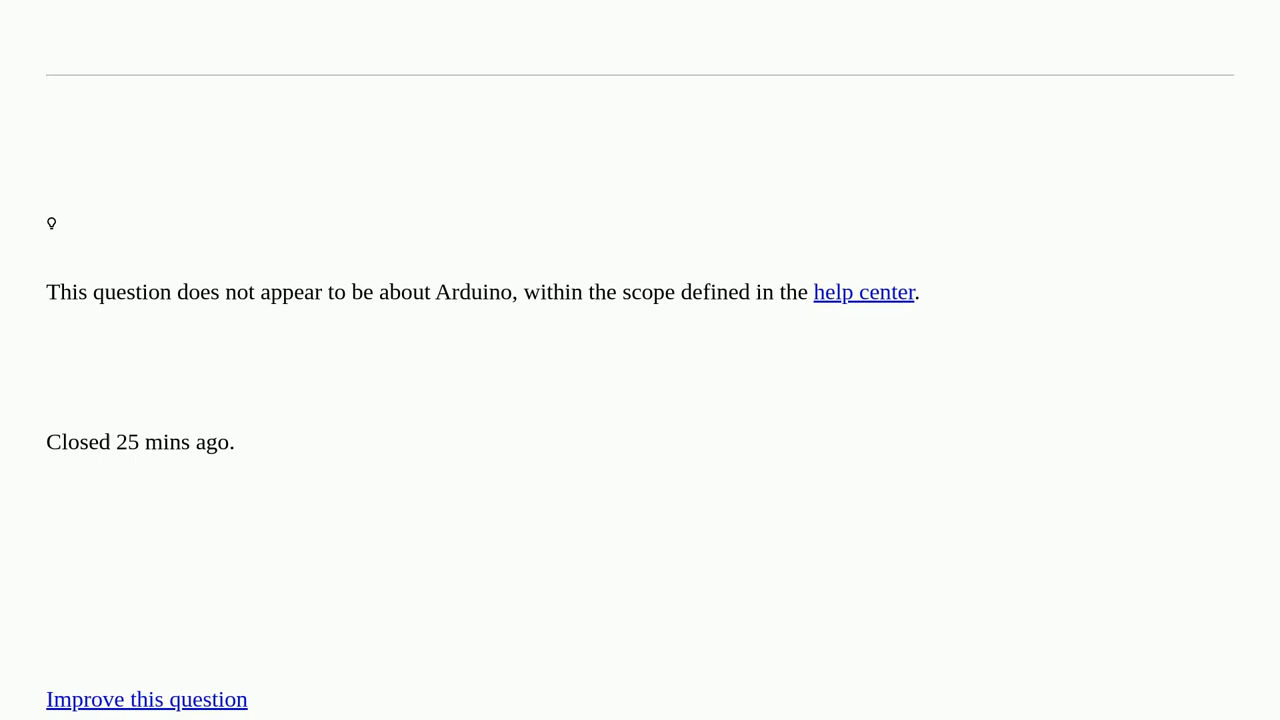 This question does not appear to be about Arduino, within the scope defined in the help center.
Closed 25 mins ago.
Improve this question